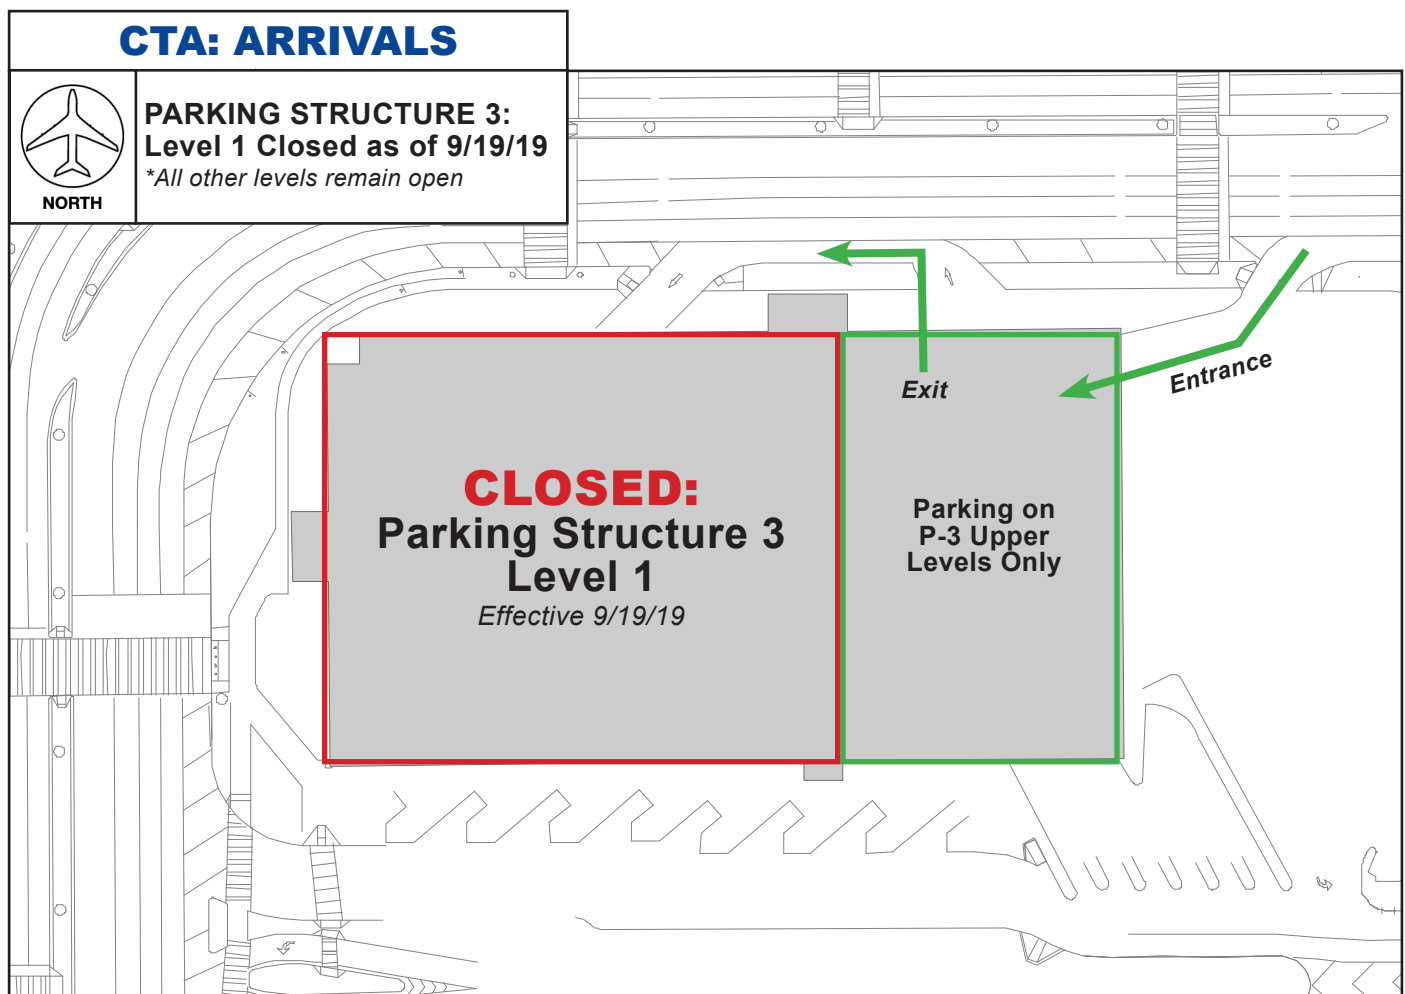 CTA: ARRIVALS
NORTH
PARKING STRUCTURE 3:
Level 1 Closed as of 9/19/19
*All other levels remain open
Exit
Entrance
CLOSED:
Parking Structure 3
Level 1
Effective 9/19/19
Parking on
P-3 Upper
Levels Only